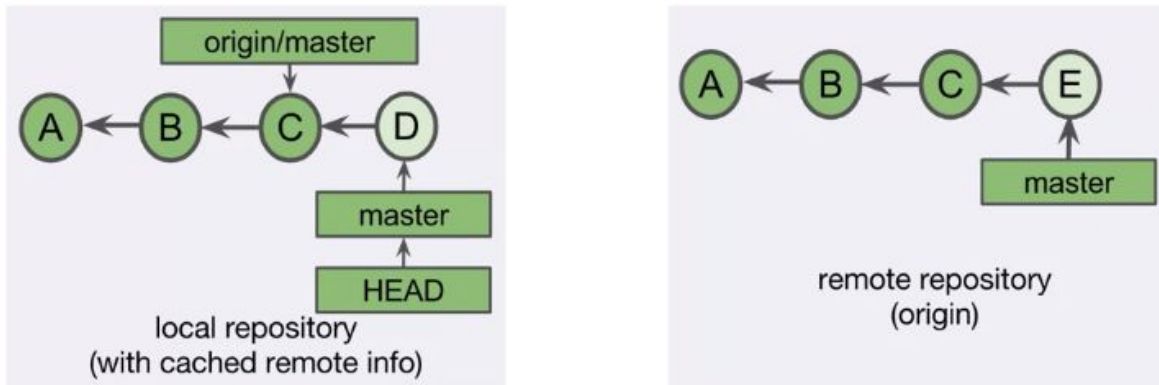 origin/master
A
B
C
D
master
HEAD
local repository
(with cached remote info)
A
B
C
E
master
remote repository
(origin)